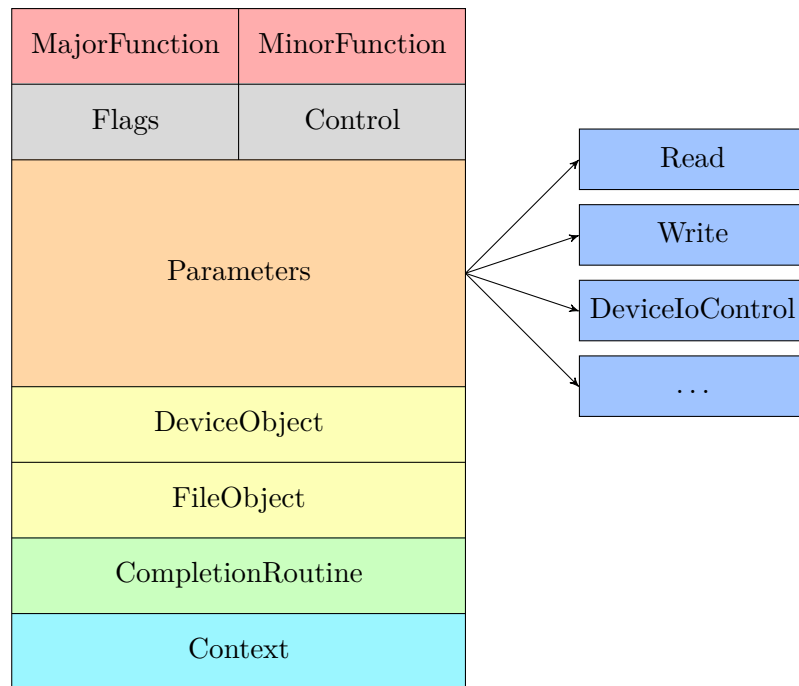 MajorFunction MinorFunction
Flags Control
Parameters
DeviceObject
FileObject
CompletionRoutine
Context
Read
Write
DeviceIoControl
...